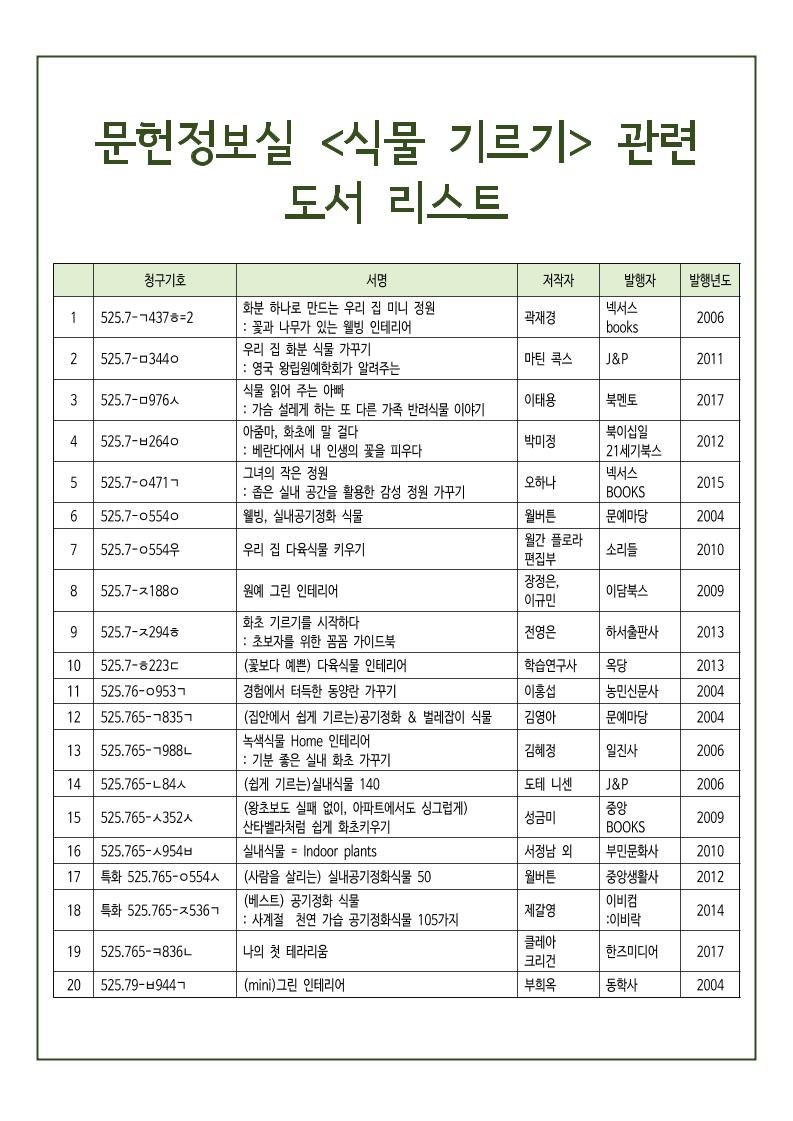 문헌정보실 <식물 기르기> 관련
도서 리스트
청구기호 서명 저작자 발행자 발행년도
1 525.7-ㄱ437ㅎ=2 화분 하나로 만드는 우리 집 미니 정원 : 꽃과 나무가 있는 웰빙 인테리어 곽재경 넥서스 books 2006
2 525.7-ㅁ344ㅇ 우리 집 화분 식물 가꾸기 : 영국 왕립원예학회가 알려주는 마틴 콕스 J&P 2011
3 525.7-ㅁ976ㅅ 식물 읽어 주는 아빠 : 가슴 설레게 하는 또 다른 가족 반려식물 이야기 이태용 북멘토 2017
4 525.7-ㅂ264ㅇ 아줌마, 화초에 말 걸다 : 베란다에서 내 인생의 꽃을 피우다 박미정 북이십일 21세기북스 2012
5 525.7-ㅇ471ㄱ 그녀의 작은 정원 : 좁은 실내 공간을 활용한 감성 정원 가꾸기 오하나 넥서스 BOOKS 2015
6 525.7-ㅇ554ㅇ 웰빙, 실내공기정화 식물 월버튼 문예마당 2004
7 525.7-ㅇ554우 우리 집 다육식물 키우기 월간 플로라 편집부 소리들 2010
8 525.7-ㅈ188ㅇ 원예 그린 인테리어 장정은, 이규민 이담북스 2009
9 525.7-ㅈ294ㅎ 화초 기르기를 시작하다 : 초보자를 위한 꼼꼼 가이드북 전영은 하서출판사 2013
10 525.7-ㅎ223ㄷ (꽃보다 예쁜) 다육식물 인테리어 학습연구사 옥당 2013
11 525.76-ㅇ953ㄱ 경험에서 터득한 동양란 가꾸기 이홍섭 농민신문사 2004
12 525.765-ㄱ835ㄱ (집안에서 쉽게 기르는)공기정화 & 벌레잡이 식물 김영아 문예마당 2004
13 525.765-ㄱ988ㄴ 녹색식물 Home 인테리어 : 기분 좋은 실내 화초 가꾸기 김혜정 일진사 2006
14 525.765-ㄴ84ㅅ (쉽게 기르는)실내식물 140 도테 니센 J&P 2006
15 525.765-ㅅ352ㅅ (왕초보도 실패 없이, 아파트에서도 싱그럽게) 산타벨라처럼 쉽게 화초키우기 성금미 중앙 BOOKS 2009
16 525.765-ㅅ954ㅂ 실내식물 = Indoor plants 서정남 외 부민문화사 2010
17 특화 525.765-ㅇ554ㅅ (사람을 살리는) 실내공기정화식물 50 월버튼 중앙생활사 2012
18 특화 525.765-ㅈ536ㄱ (베스트) 공기정화 식물 : 사계절 천연 가습 공기정화식물 105가지 제갈영 이비컴 :이비락 2014
19 525.765-ㅋ836ㄴ 나의 첫 테라리움 클레아 크리건 한즈미디어 2017
20 525.79-ㅂ944ㄱ (mini)그린 인테리어 부희옥 동학사 2004